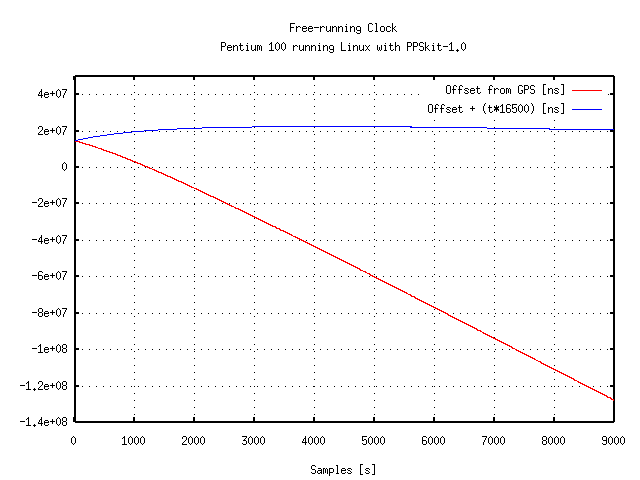 Free-running Clock
Pentium 100 running Linux with PPSkit-1.0
Offset from GPS [ns]
Offset + (t*16500) [ns]
4e+07
2e+07
0
-2e+07
-4e+07
-6e+07
-8e+07
-1e+08
-1.2e+08
-1.4e+08
0 1000 2000 3000 4000 5000 6000 7000 8000 9000
Samples [s]